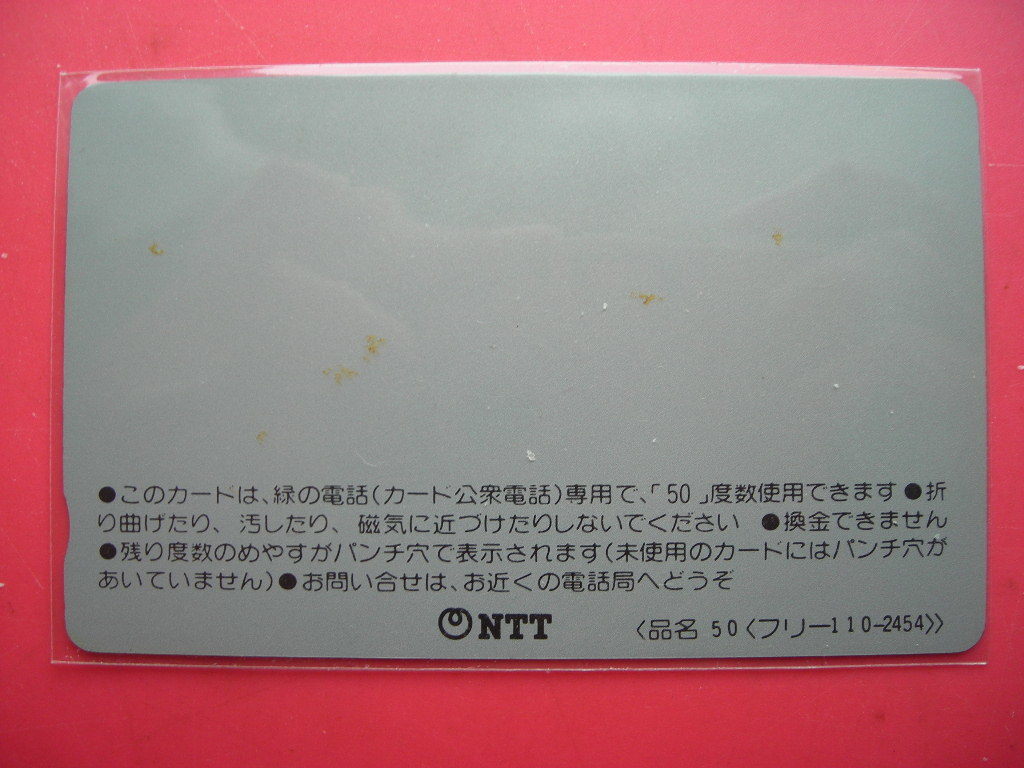 ●このカードは、緑の電話(カード公衆電話)専用で、「50」度数使用できます ●折
り曲げたり、汚したり、磁気に近づけたりしないでください ●換金できません
●残り度数のめやすがパンチ穴で表示されます(未使用のカードにはパンチ穴が
あいていません)●お問い合せは、お近くの電話局へどうぞ
NTT 〈品名 50〈フリー110-2454〉〉